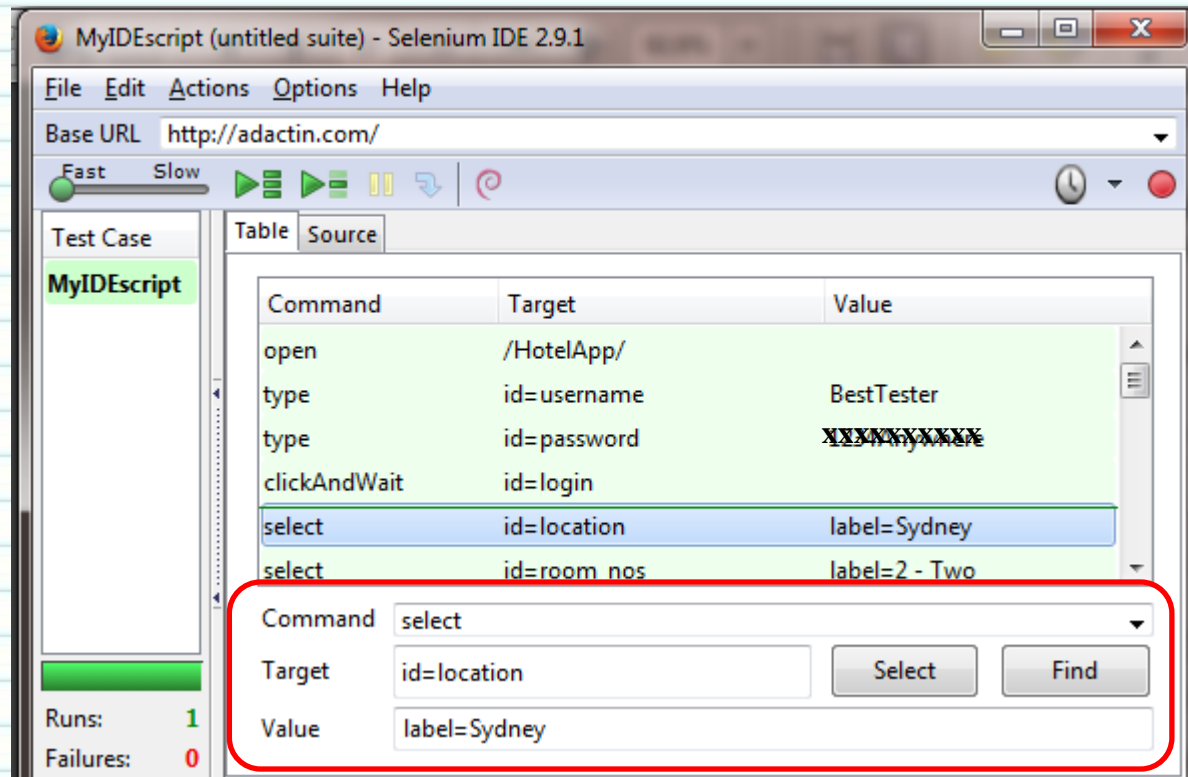 MyIDEscript (untitled suite) - Selenium IDE 2.9.1
File Edit Actions Options Help
Base URL http://adactin.com/
Fast Slow
Test Case
MyIDEscript
Table Source
Command Target Value
open /HotelApp/
type id=username BestTester
type id=password
clickAndWait id=login
select id=location label=Sydney
select id=room_nos label=2 - Two
Command select
Target id=location Select Find
Value label=Sydney
Runs: 1
Failures: 0